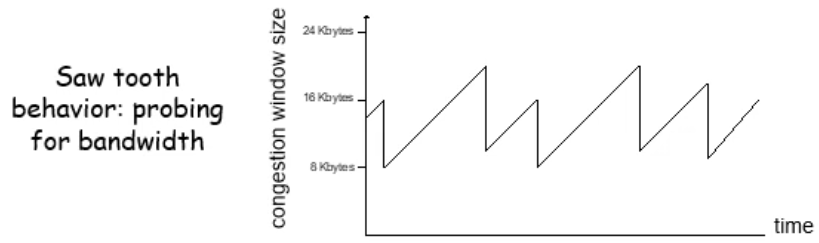 Saw tooth
behavior: probing
for bandwidth
congestion window size
24 Kbytes
16 Kbytes
8 Kbytes
time